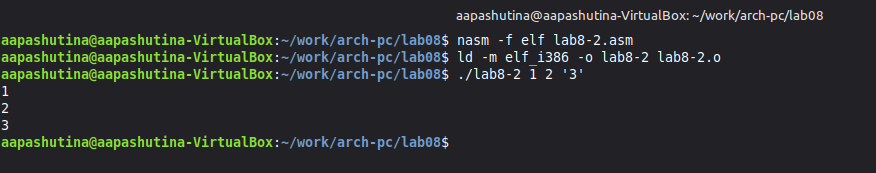 aapashutina@aapashutina-VirtualBox: ~/work/arch-pc/lab08
aapashutina@aapashutina-VirtualBox:~/work/arch-pc/lab08$ nasm -f elf lab8-2.asm
aapashutina@aapashutina-VirtualBox:~/work/arch-pc/lab08$ ld -m elf_i386 -o lab8-2 lab8-2.o
aapashutina@aapashutina-VirtualBox:~/work/arch-pc/lab08$ ./lab8-2 1 2 '3'
1
2
3
aapashutina@aapashutina-VirtualBox:~/work/arch-pc/lab08$